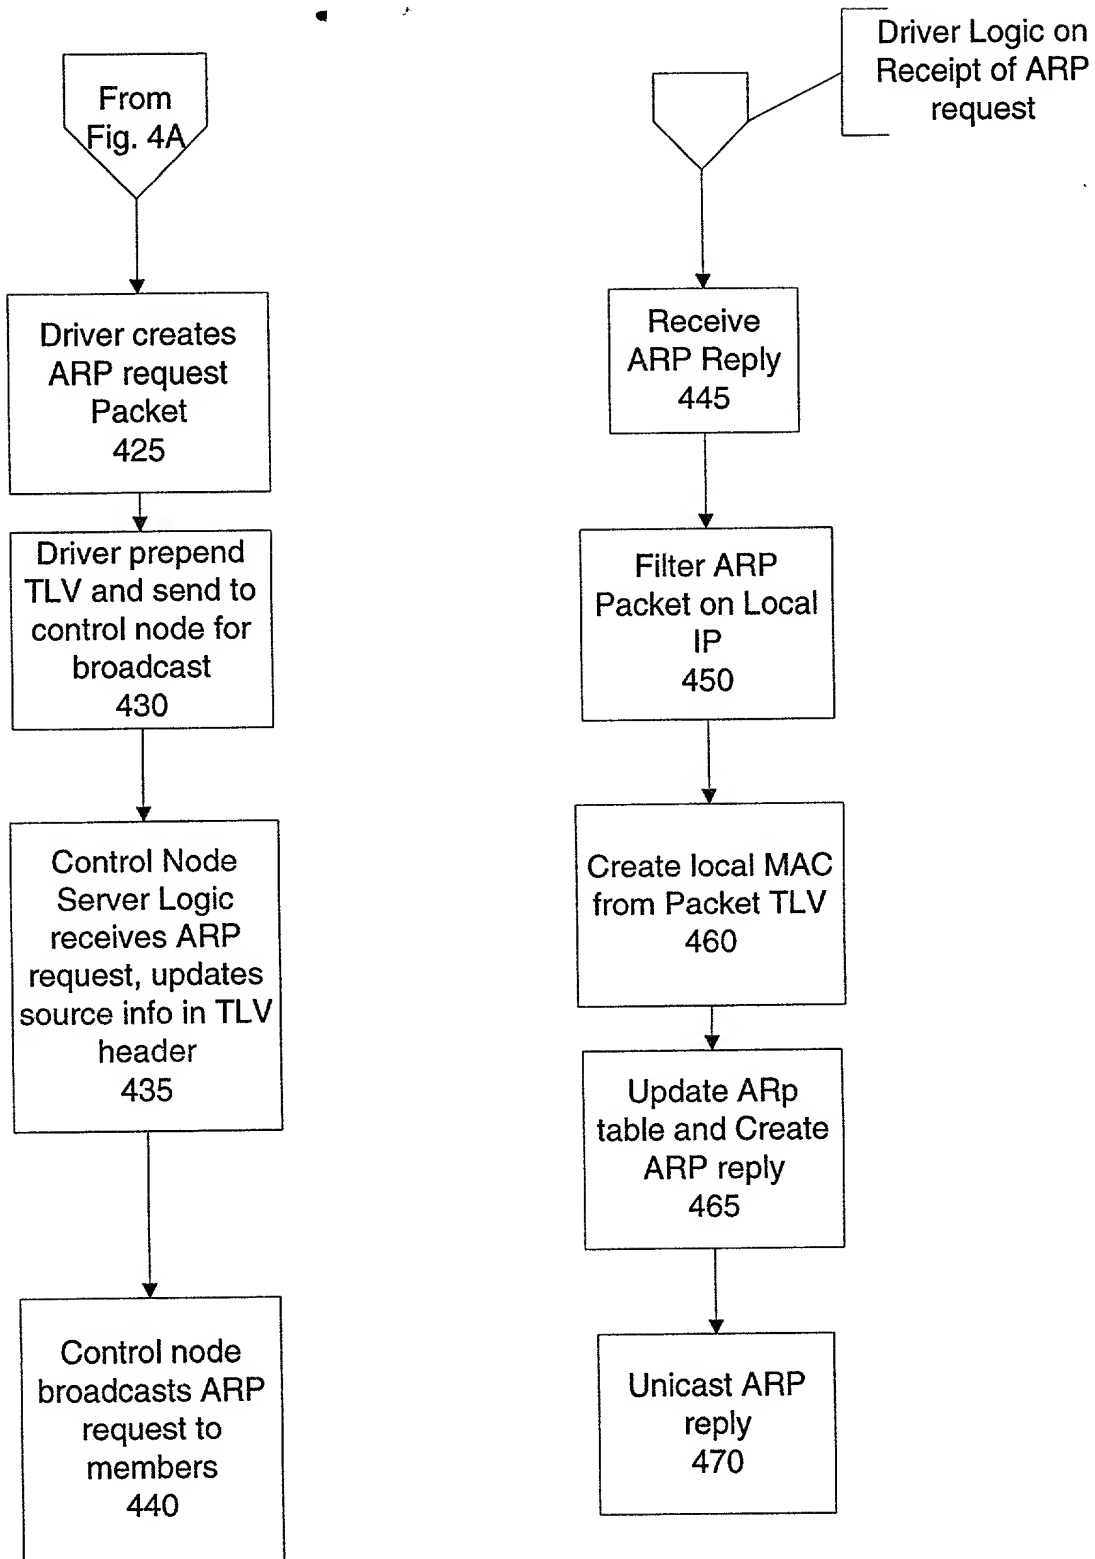 From
Fig. 4A
Driver creates
ARP request
Packet
425
Driver prepend
TLV and send to
control node for
broadcast
430
Control Node
Server Logic
receives ARP
request, updates
source info in TLV
header
435
Control node
broadcasts ARP
request to
members
440
Driver Logic on
Receipt of ARP
request
Receive
ARP Reply
445
Filter ARP
Packet on Local
IP
450
Create local MAC
from Packet TLV
460
Update ARp
table and Create
ARP reply
465
Unicast ARP
reply
470